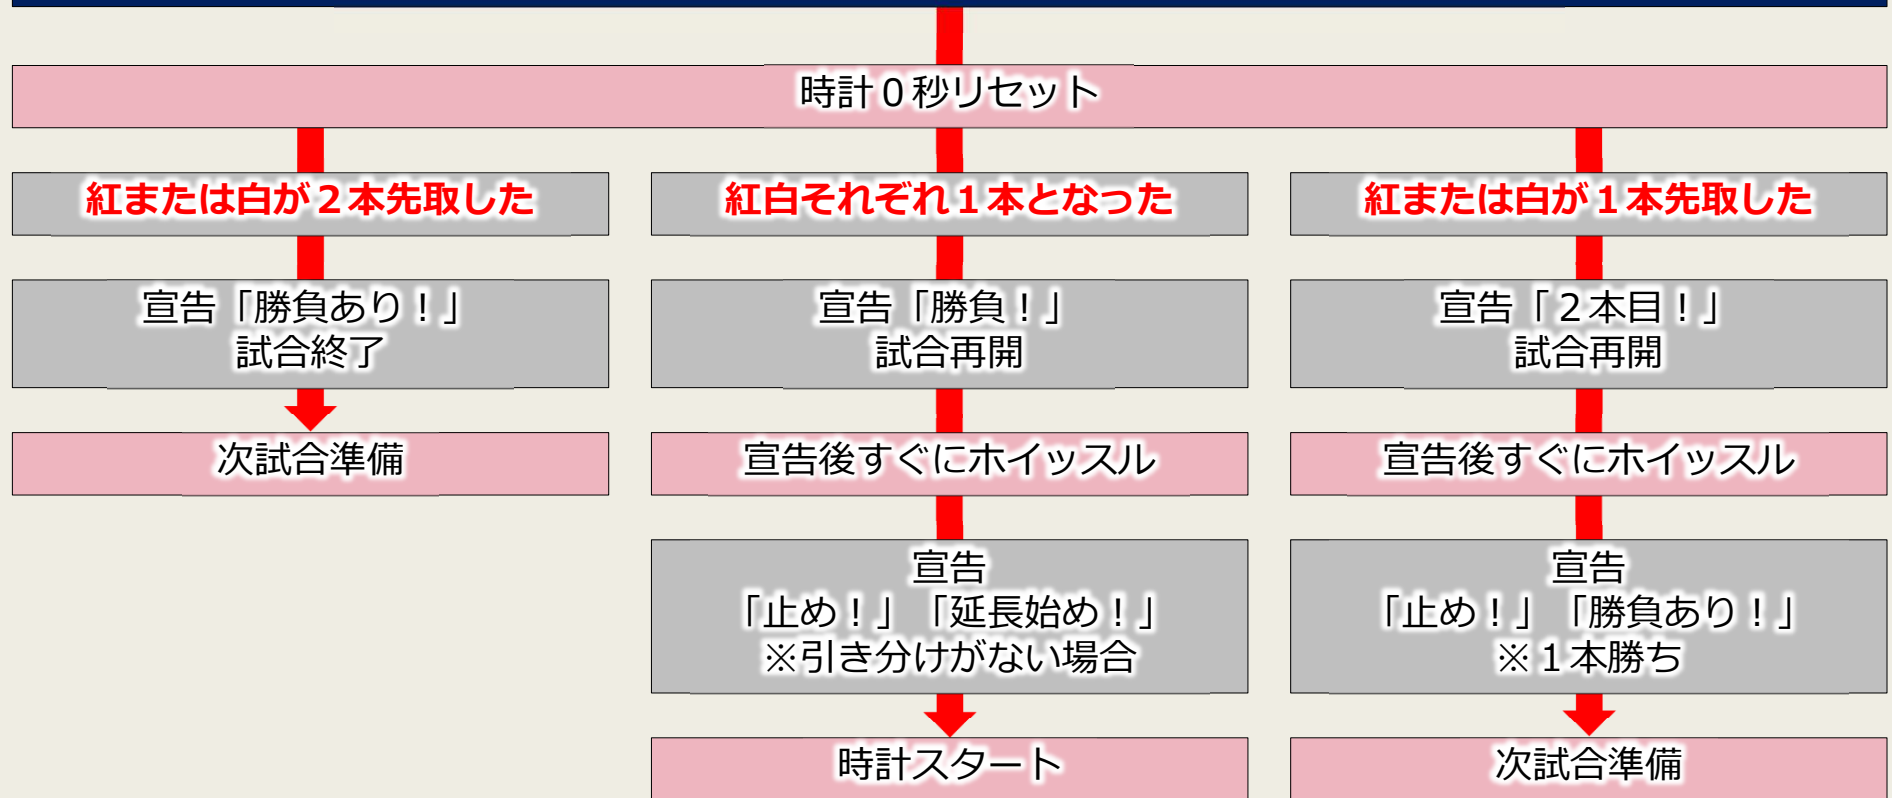 時計０秒リセット
紅または白が２本先取した
宣告「勝負あり！」
試合終了
次試合準備
紅白それぞれ１本となった
宣告「勝負！」
試合再開
宣告後すぐにホイッスル
宣告
「止め！」「延長始め！」
※引き分けがない場合
時計スタート
紅または白が１本先取した
宣告「２本目！」
試合再開
宣告後すぐにホイッスル
宣告
「止め！」「勝負あり！」
※１本勝ち
次試合準備